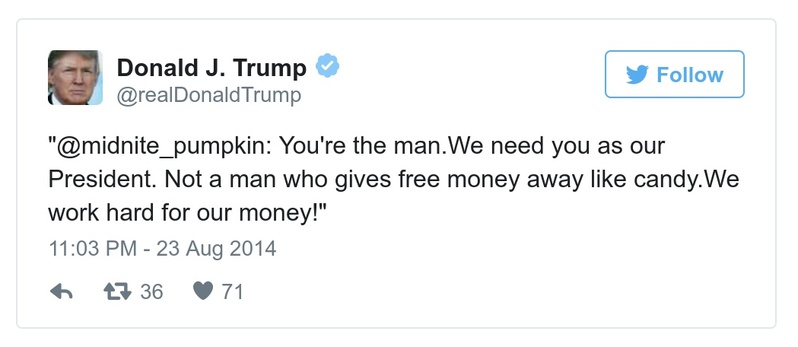 Donald J. Trump
@realDonaldTrump
Follow
"@midnite_pumpkin: You're the man.We need you as our
President. Not a man who gives free money away like candy.We
work hard for our money!"
11:03 PM - 23 Aug 2014
36 71